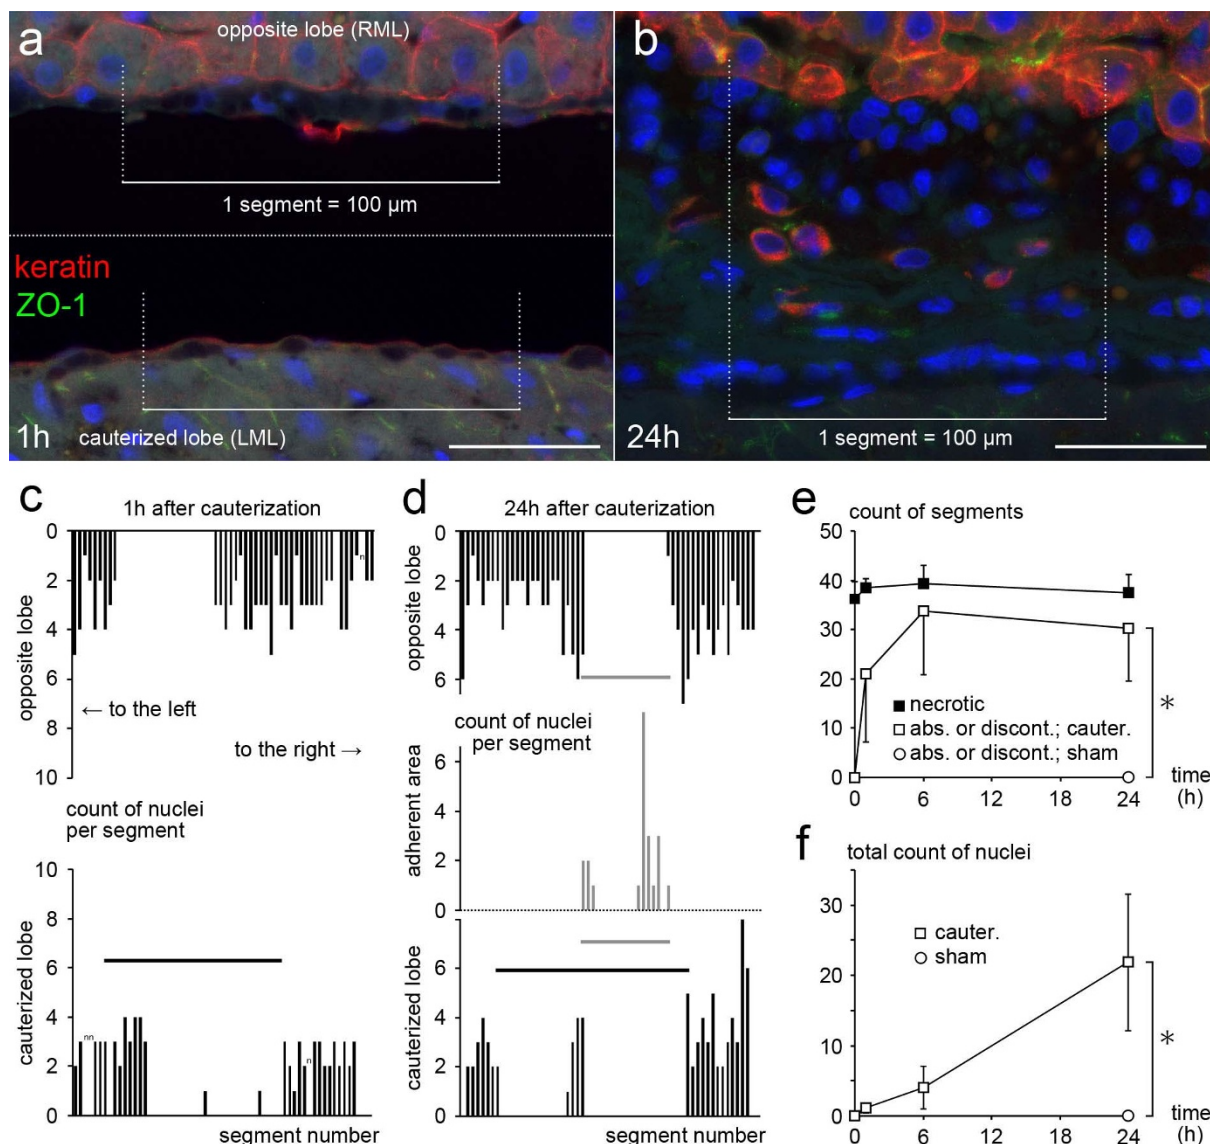 a
opposite lobe (RML)
1 segment = 100 µm
keratin
ZO-1
1h
cauterized lobe (LML)
b
24h
1 segment = 100 µm
c
1h after cauterization
0
2
4
6
8
10
opposite lobe
← to the left
to the right →
count of nuclei
per segment
10
8
6
4
2
0
cauterized lobe
nn
n
n
segment number
d
24h after cauterization
0
2
4
6
opposite lobe
count of nuclei
per segment
6
4
2
0
adherent area
8
6
4
2
0
cauterized lobe
segment number
e
count of segments
50
40
30
20
10
0
necrotic
abs. or discont.; cauter.
abs. or discont.; sham
*
0
6
12
18
24
time
(h)
f
total count of nuclei
30
20
10
0
cauter.
sham
*
0
6
12
18
24
time
(h)